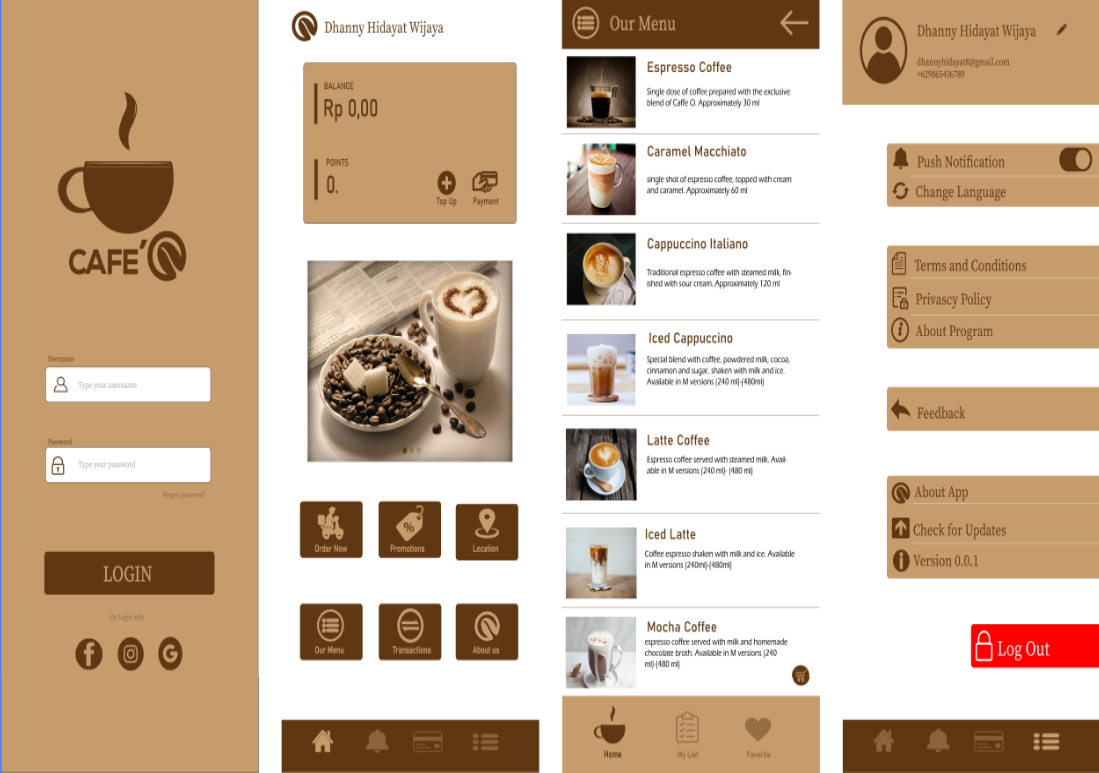 CAFE'
Username
Type your username
Password
Type your password
Forgot password?
LOGIN
Or Login with
Dhanny Hidayat Wijaya
BALANCE
Rp 0,00
POINTS
0.
Top Up
Payment
Order Now
Promotions
Location
Our Menu
Transactions
About us
Our Menu
Espresso Coffee
Single dose of coffee prepared with the exclusive
blend of Caffe O. Approximately 30 ml
Caramel Macchiato
single shot of espresso coffee, topped with cream
and caramel. Approximately 60 ml
Cappuccino Italiano
Traditional espresso coffee with steamed milk, fin-
ished with sour cream. Approximately 120 ml
Iced Cappuccino
Special blend with coffee, powdered milk, cocoa,
cinnamon and sugar, shaken with milk and ice.
Available in M versions (240 ml)-(480ml)
Latte Coffee
Espresso coffee served with steamed milk. Avail-
able in M versions (240 ml)- (480 ml)
Iced Latte
Coffee espresso shaken with milk and ice. Available
in M versions (240ml)-(480ml)
Mocha Coffee
espresso coffee served with milk and homemade
chocolate broth. Available in M versions (240
ml)-(480 ml)
Home
My List
Favorite
Dhanny Hidayat Wijaya
dhannyhidayat8@gmail.com
+629865436789
Push Notification
Change Language
Terms and Conditions
Privascy Policy
About Program
Feedback
About App
Check for Updates
Version 0.0.1
Log Out